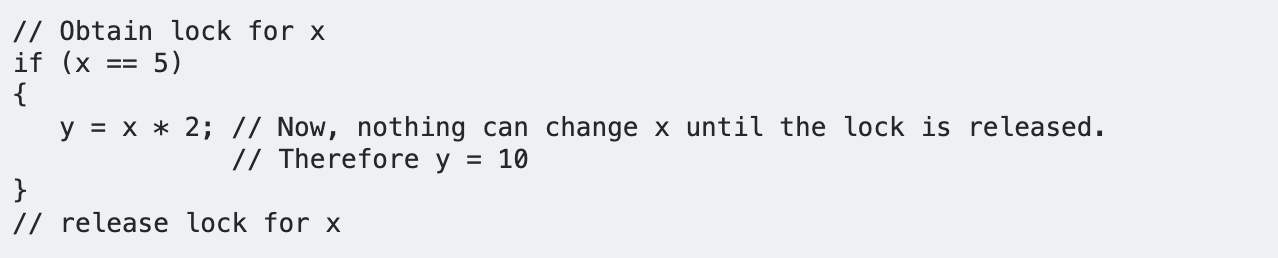 // Obtain lock for x
if (x == 5)
{
   y = x * 2; // Now, nothing can change x until the lock is released.
              // Therefore y = 10
}
// release lock for x